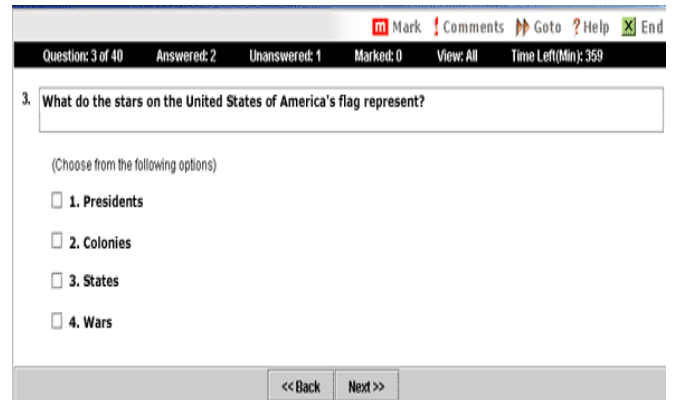 m Mark ! Comments Goto ? Help X End
Question: 3 of 40 Answered: 2 Unanswered: 1 Marked: 0 View: All Time Left(Min): 359
3. What do the stars on the United States of America's flag represent?
(Choose from the following options)
1. Presidents
2. Colonies
3. States
4. Wars
<< Back Next >>